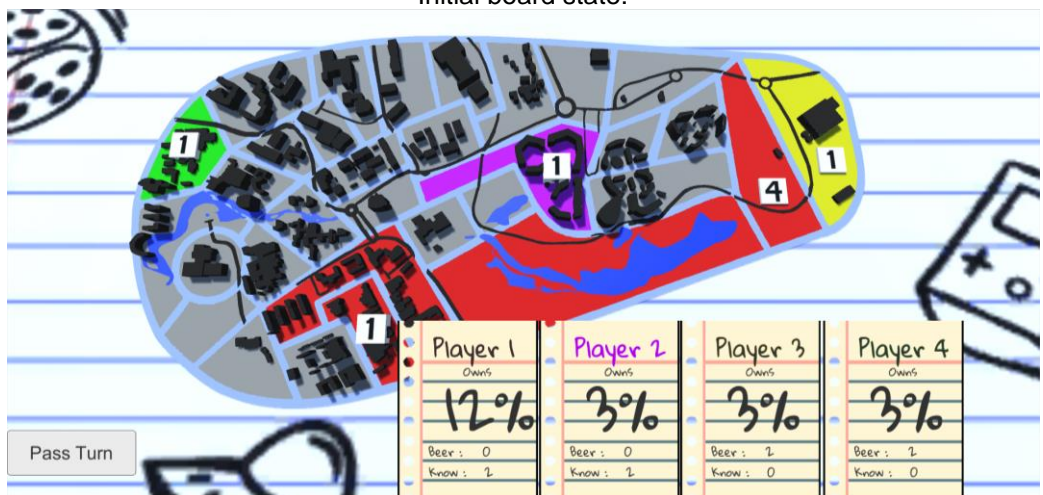 Initial board state:
1
1
1
4
1
Player 1
Owns
12%
Beer : 0
Know : 2
Player 2
Owns
3%
Beer : 0
Know : 2
Player 3
Owns
3%
Beer : 2
Know : 0
Player 4
Owns
3%
Beer : 2
Know : 0
Pass Turn